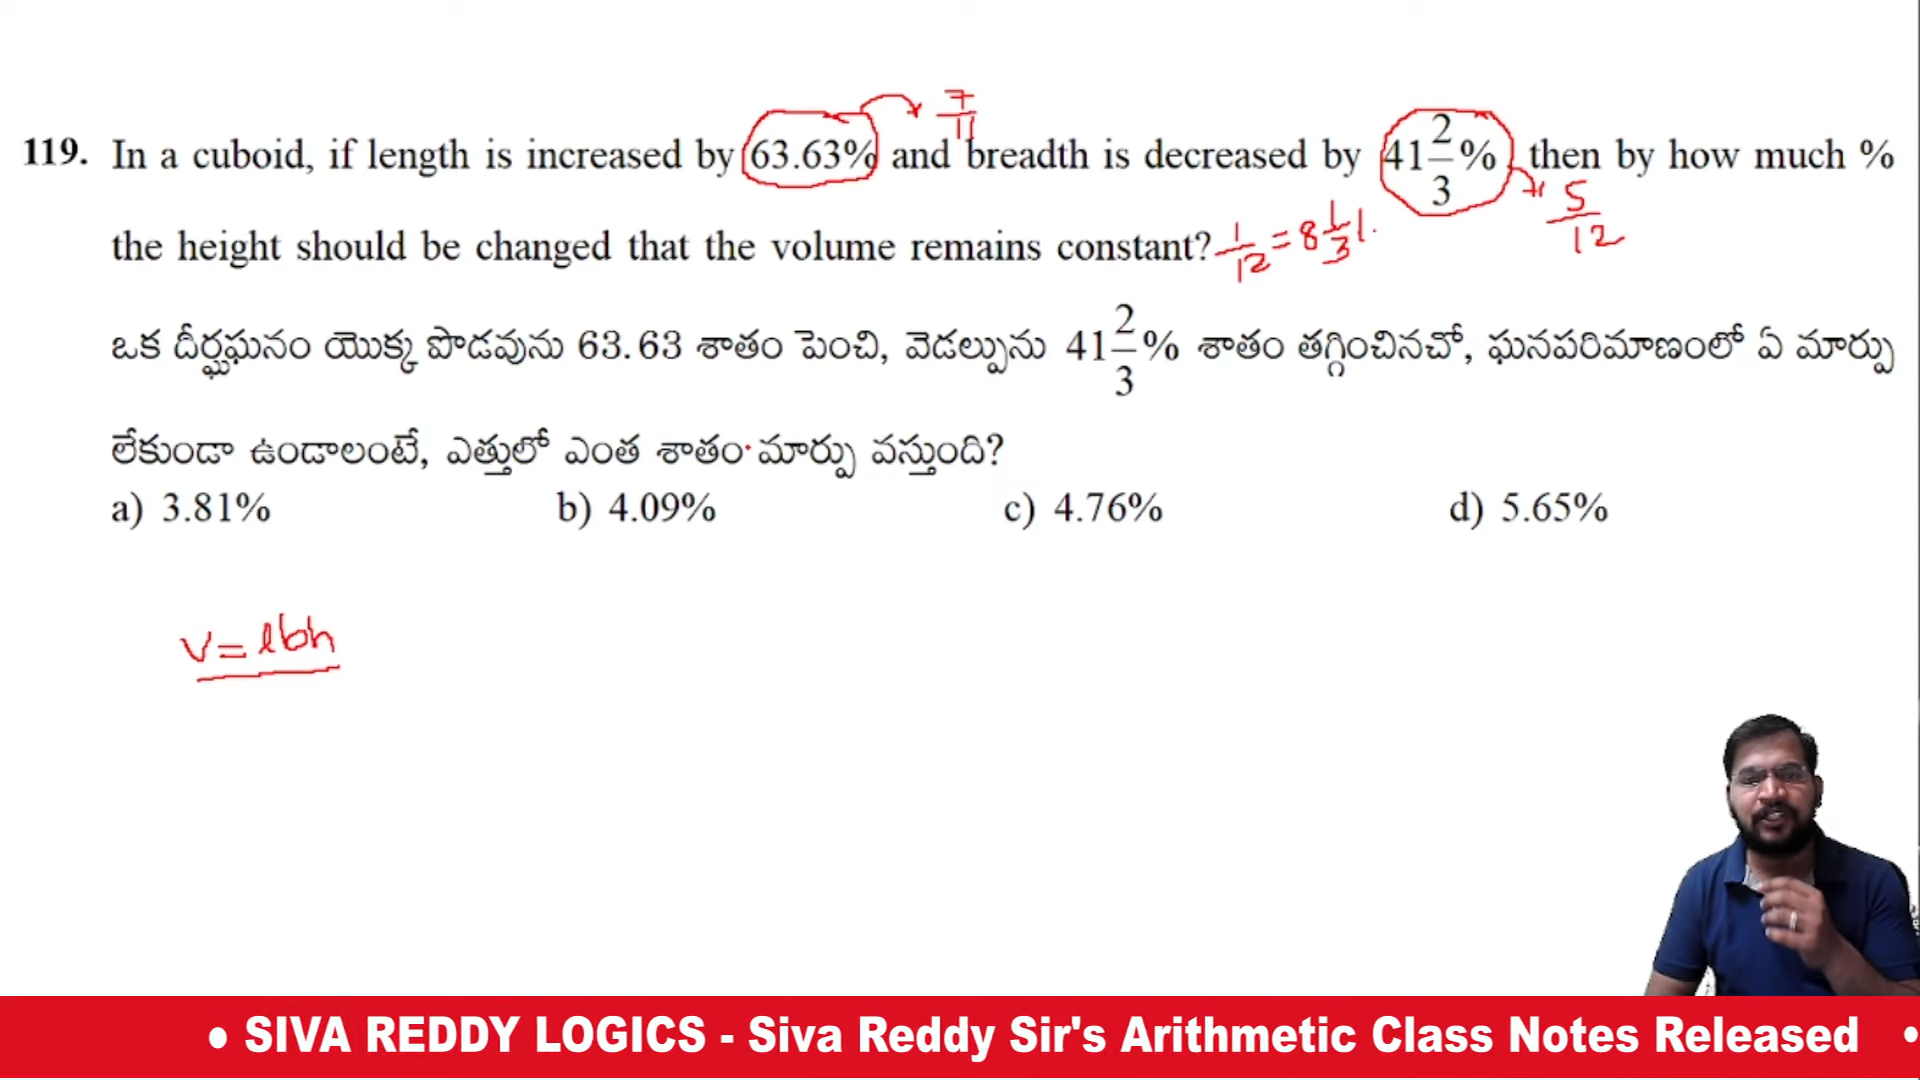 119. In a cuboid, if length is increased by 63.63% and breadth is decreased by 41 2/3 % then by how much %
7/11
5/12
the height should be changed that the volume remains constant? 1/12 = 8 1/3 %
ఒక దీర్ఘఘనం యొక్క పొడవును 63.63 శాతం పెంచి, వెడల్పును 41 2/3 % శాతం తగ్గించినచో, ఘనపరిమాణంలో ఏ మార్పు
లేకుండా ఉండాలంటే, ఎత్తులో ఎంత శాతం మార్పు వస్తుంది?
a) 3.81% b) 4.09% c) 4.76% d) 5.65%
v = lbh
• SIVA REDDY LOGICS - Siva Reddy Sir's Arithmetic Class Notes Released •